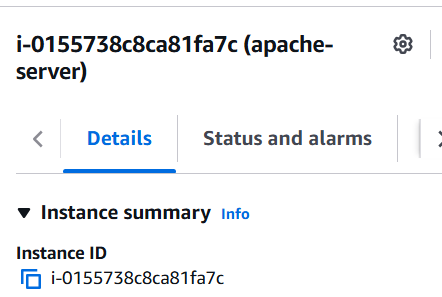 i-0155738c8ca81fa7c (apache-
server)
Details
Status and alarms
Instance summary Info
Instance ID
i-0155738c8ca81fa7c